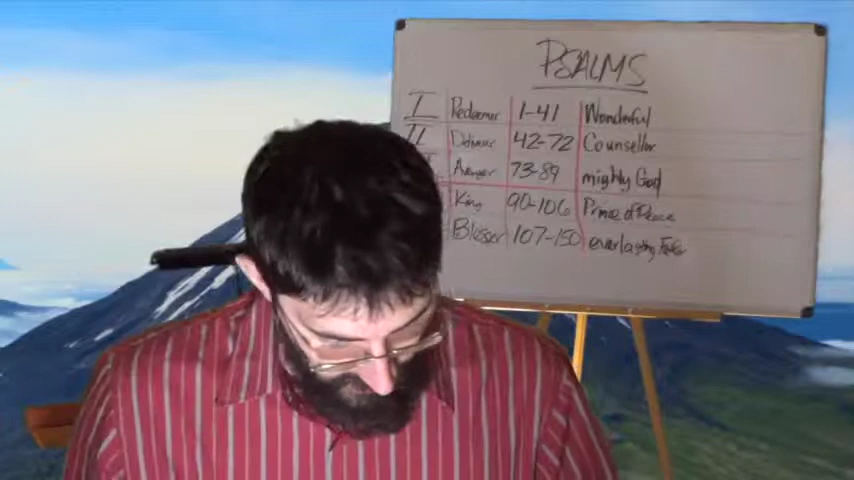 PSALMS
I Redeemer 1-41 Wonderful
II Deliverer 42-72 Counsellor
Avenger 73-89 mighty God
King 90-106 Prince of Peace
Blesser 107-150 everlasting Father